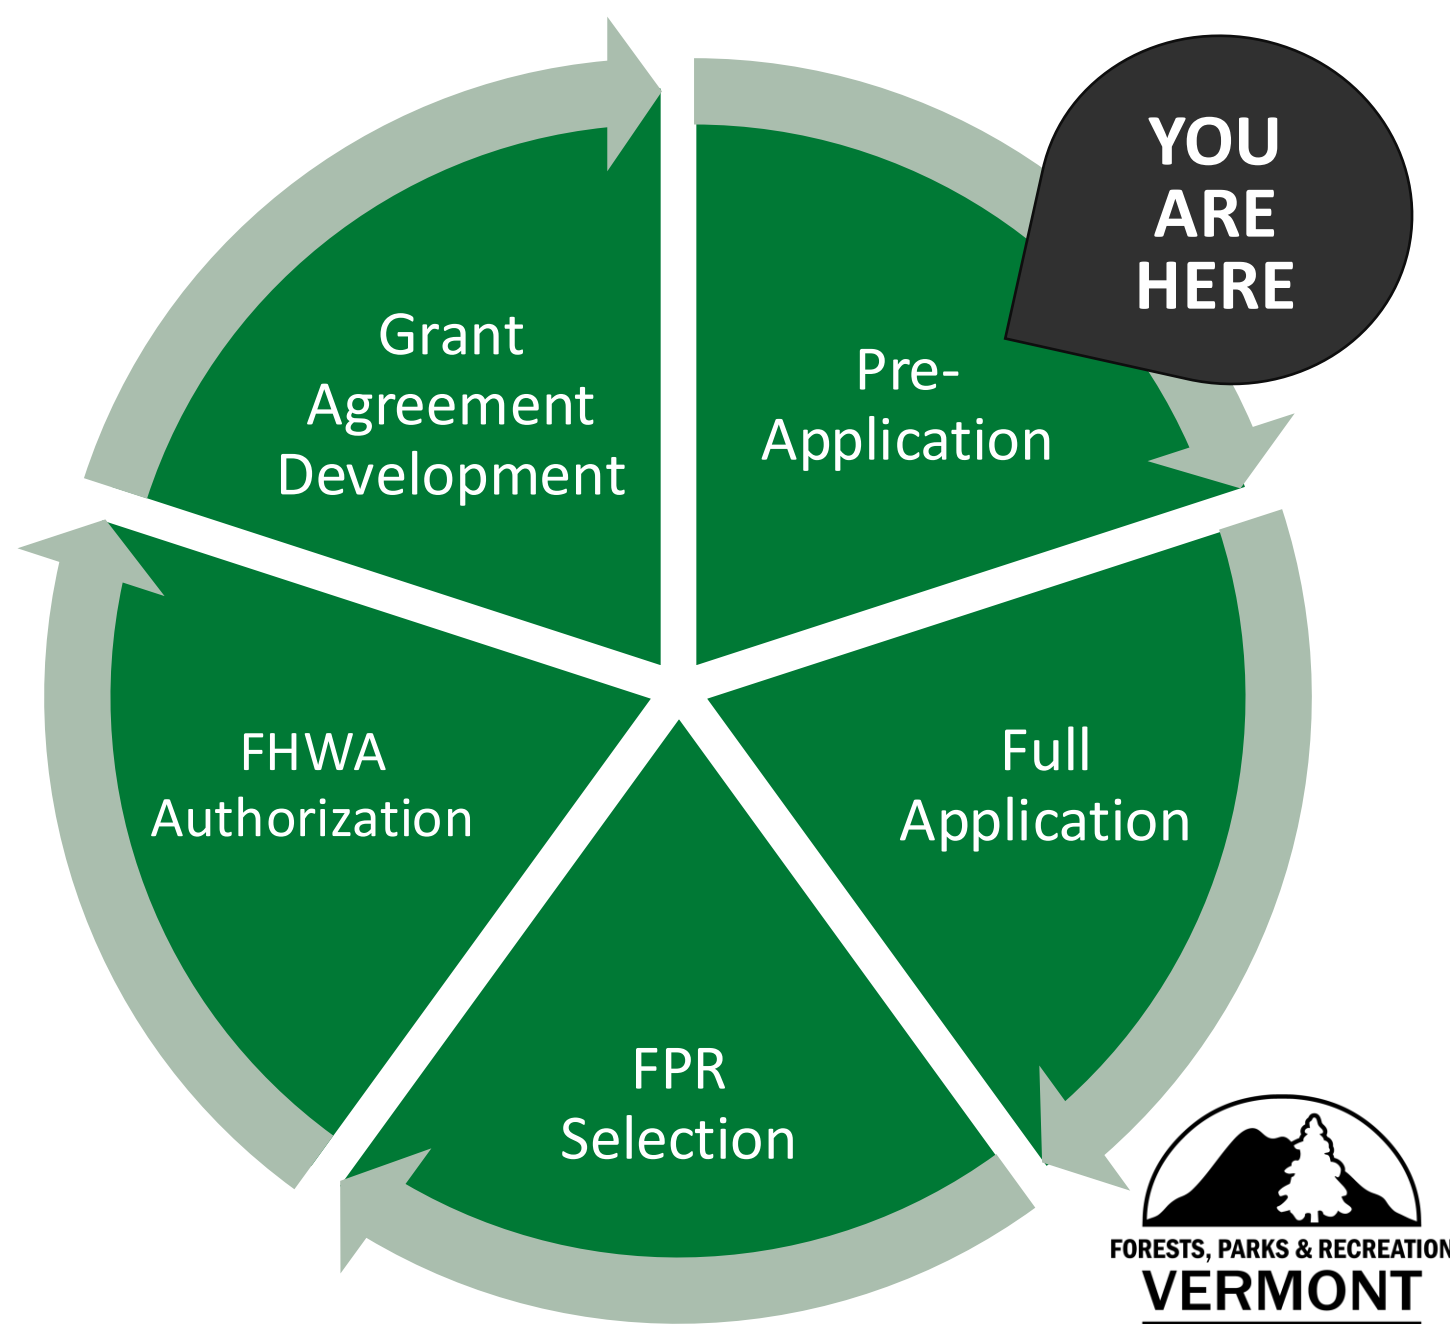 YOU
ARE
HERE
Pre-
Application
Full
Application
FPR
Selection
FHWA
Authorization
Grant
Agreement
Development
FORESTS, PARKS & RECREATION
VERMONT